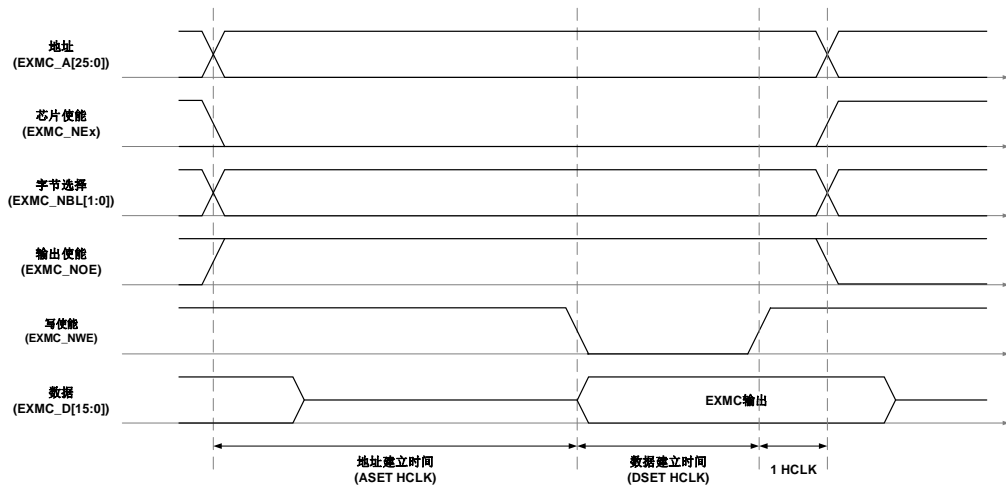 地址
(EXMC_A[25:0])
芯片使能
(EXMC_NEx)
字节选择
(EXMC_NBL[1:0])
输出使能
(EXMC_NOE)
写使能
(EXMC_NWE)
数据
(EXMC_D[15:0])
EXMC输出
地址建立时间
(ASET HCLK)
数据建立时间
(DSET HCLK)
1 HCLK